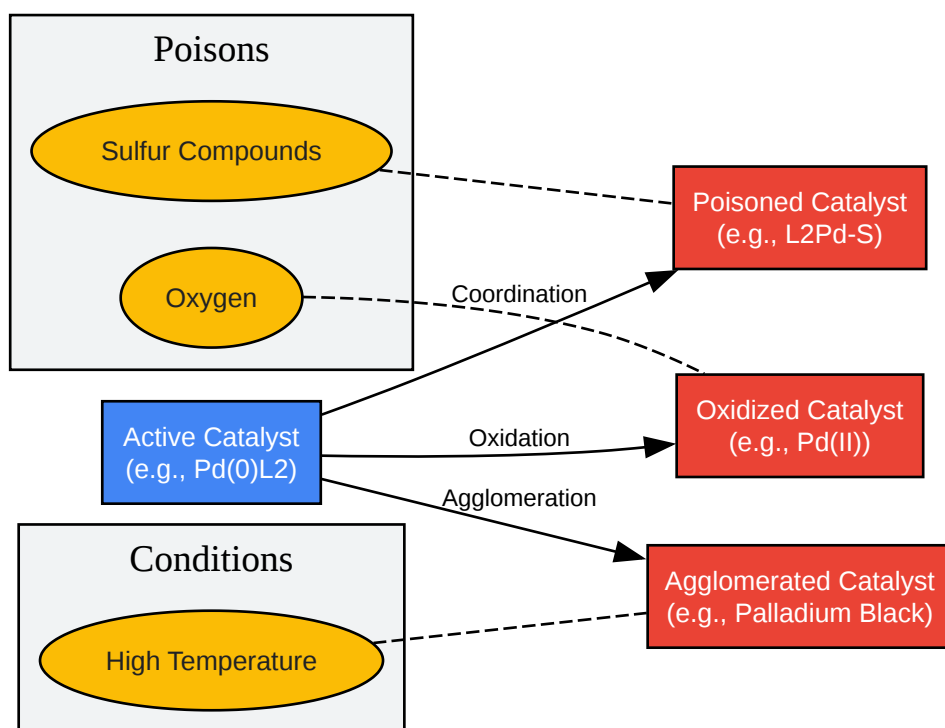 Poisons
Sulfur Compounds
Oxygen
Poisoned Catalyst
(e.g., L2Pd-S)
Coordination
Active Catalyst
(e.g., Pd(0)L2)
Oxidation
Oxidized Catalyst
(e.g., Pd(II))
Agglomeration
Conditions
High Temperature
Agglomerated Catalyst
(e.g., Palladium Black)